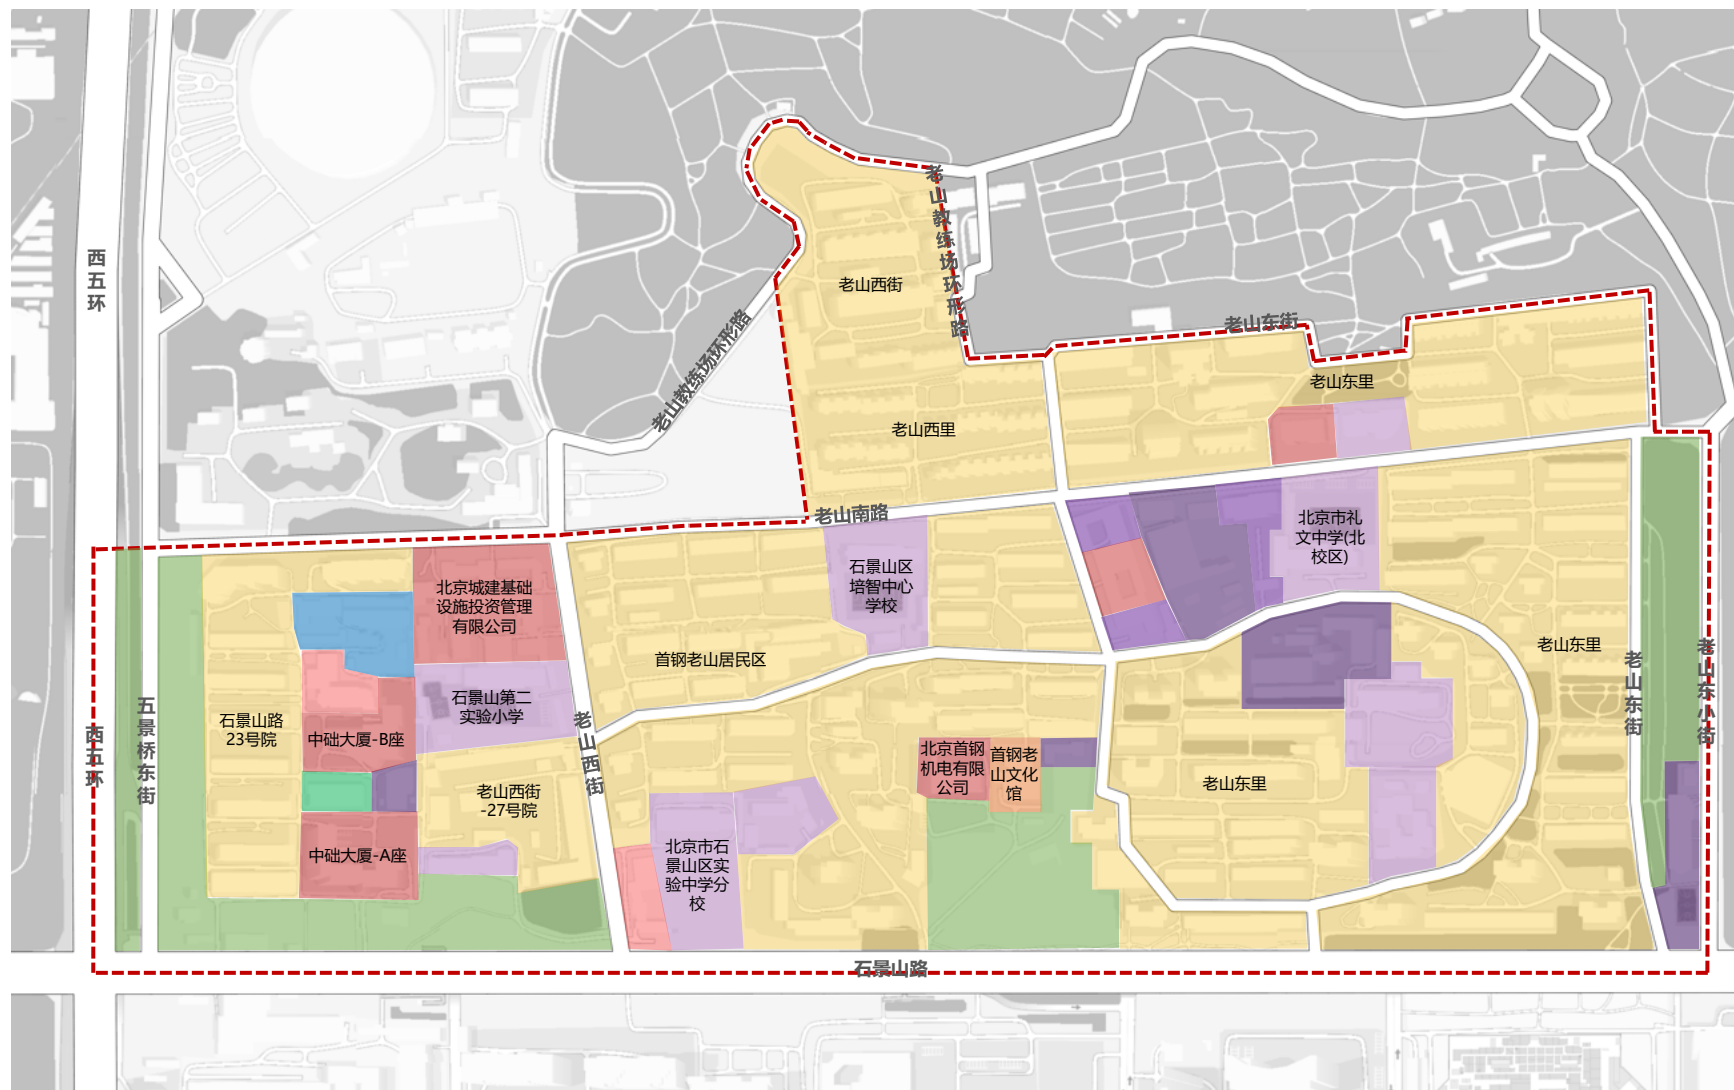 老山教练场环形路
西五环
老山西街
老山教练场环形路
老山东街
老山东里
老山西里
老山南路
北京市礼
文中学(北
校区)
石景山区
培智中心
学校
北京城建基础
设施投资管理
有限公司
首钢老山居民区
老山东里
老山东街
老山东小街
石景山第二
实验小学
石景山路
23号院
中础大厦-B座
五景桥东街
西五环
老山西街
北京首钢
机电有限
公司
首钢老
山文化
馆
老山东里
老山西街
-27号院
中础大厦-A座
北京市石
景山区实
验中学分
校
石景山路